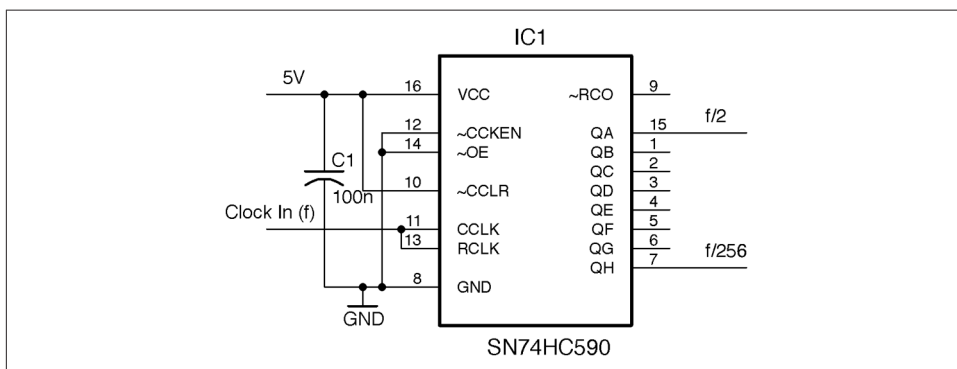 IC1
5V
16 VCC ~RCO 9
12 ~CCKEN QA 15 f/2
14 ~OE QB 1
C1 QC 2
100n 10 ~CCLR QD 3
QE 4
Clock In (f) 11 CCLK QF 5
13 RCLK QG 6
QH 7 f/256
8 GND
GND
SN74HC590